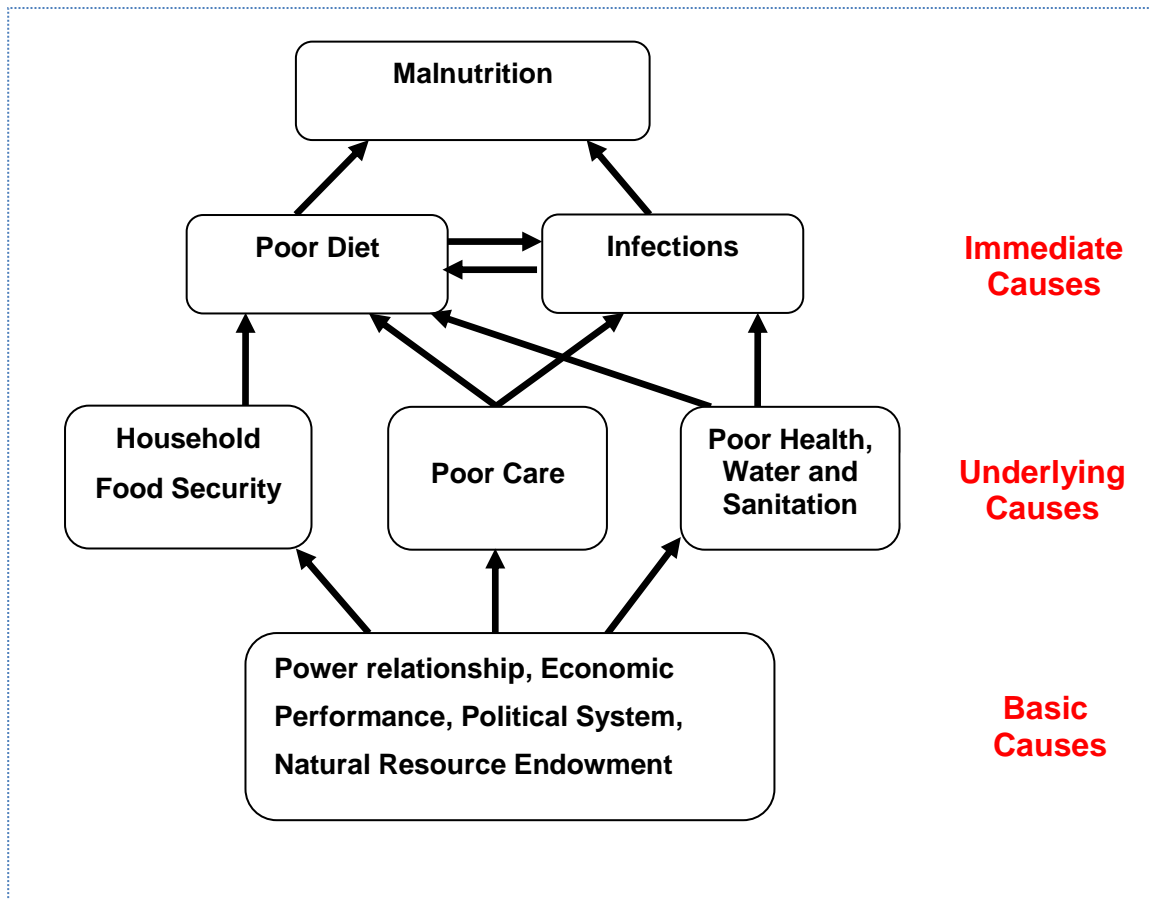 Malnutrition
Poor Diet
Infections
Immediate
Causes
Household
Food Security
Poor Care
Poor Health,
Water and
Sanitation
Underlying
Causes
Power relationship, Economic
Performance, Political System,
Natural Resource Endowment
Basic
Causes